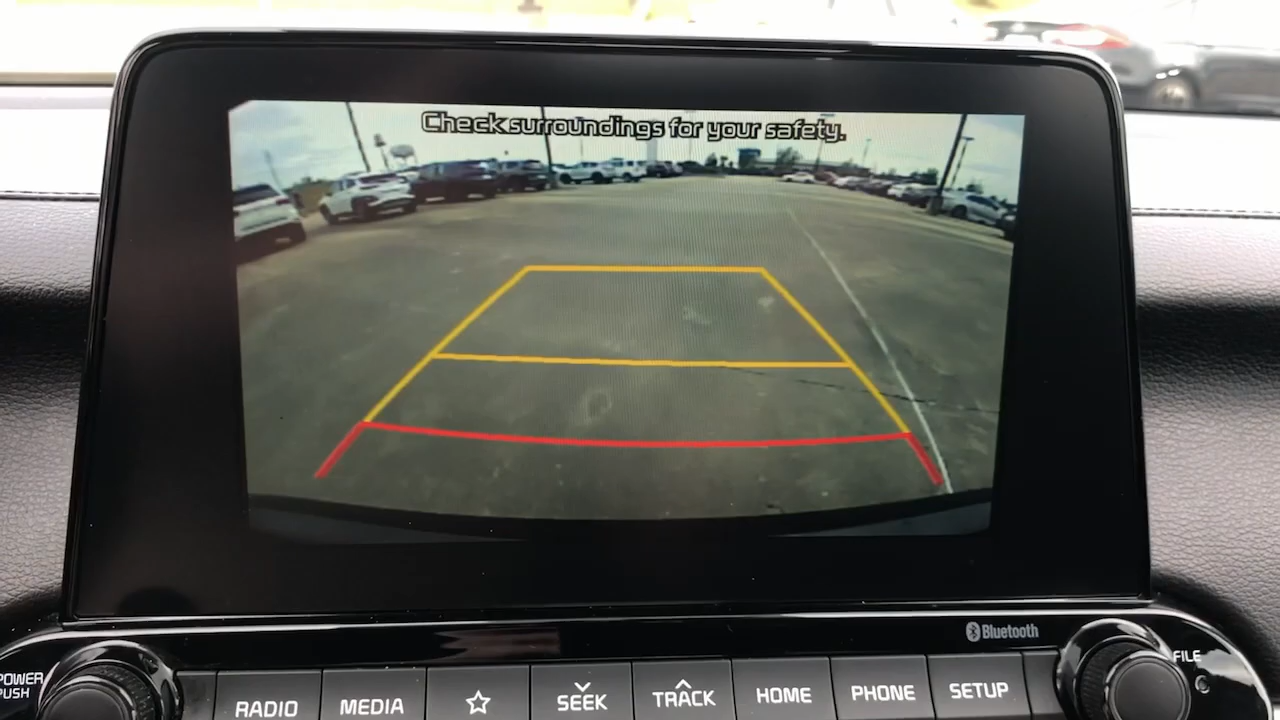 Check surroundings for your safety.
Bluetooth
POWER
PUSH
RADIO
MEDIA
SEEK
TRACK
HOME
PHONE
SETUP
FILE